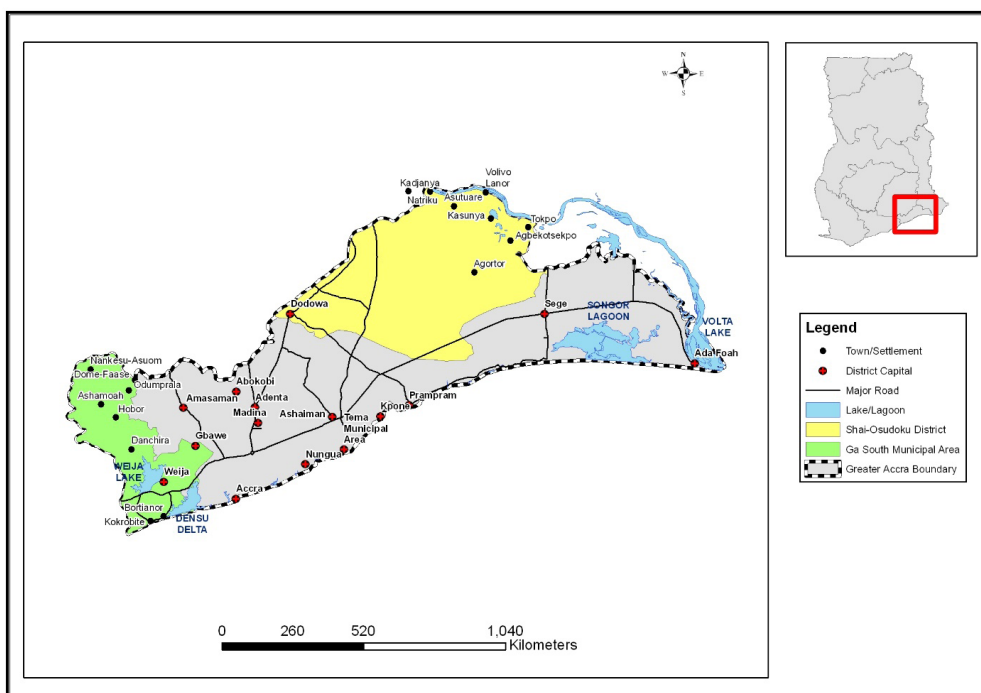 N
W
E
S
Kadjanya
Volivo
Lanor
Natriku
Asutuare
Kasunya
Tokpo
Agbekotsekpo
Agortor
Dodowa
Sege
SONGOR
LAGOON
VOLTA
LAKE
Ada Foah
Nankesu-Asuom
Dome-Faase
Odumprala
Ashamoah
Hobor
Amasaman
Abokobi
Adenta
Madina
Ashaiman
Tema
Municipal
Area
Kpone
Prampram
Gbawe
Danchira
WEIJA
LAKE
Weija
Nungua
Accra
Bortianor
Kokrobite
DENSU
DELTA
0
260
520
1,040
Kilometers
Legend
Town/Settlement
District Capital
Major Road
Lake/Lagoon
Shai-Osudoku District
Ga South Municipal Area
Greater Accra Boundary